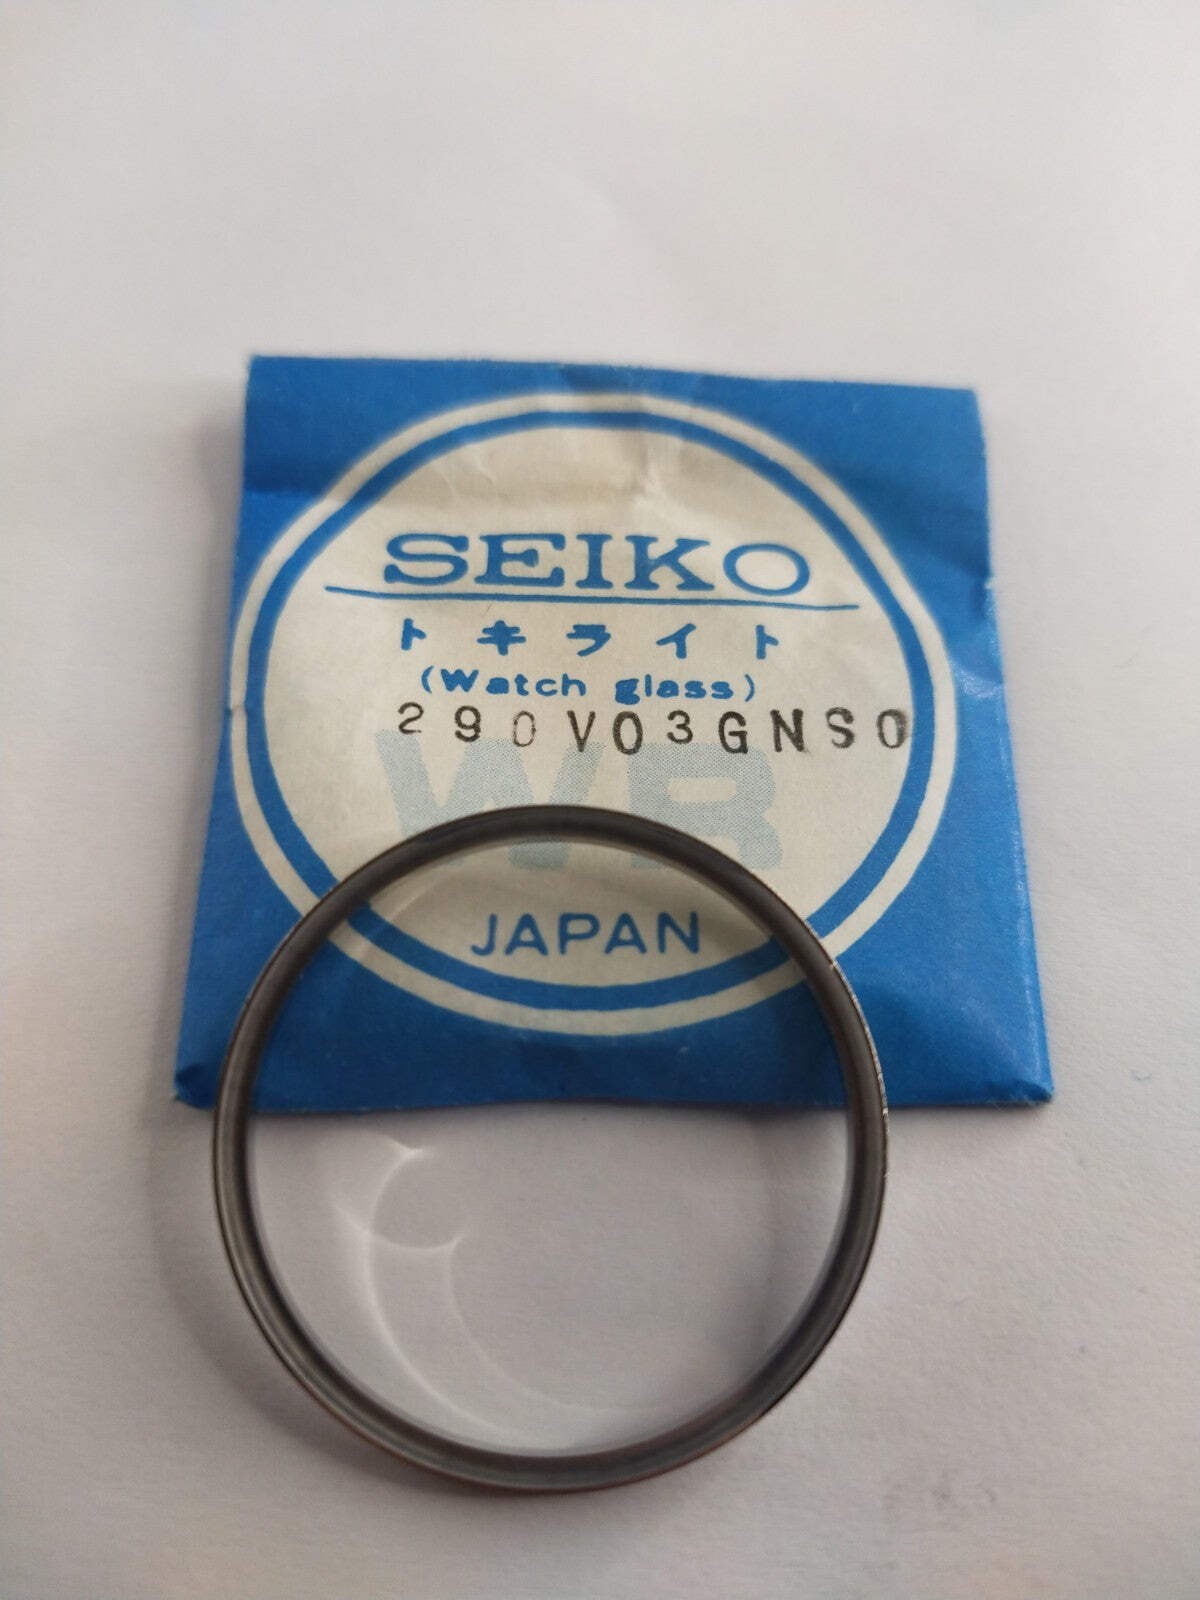 SEIKO
トキライト
(Watch glass)
290V03GNS0
WR
JAPAN